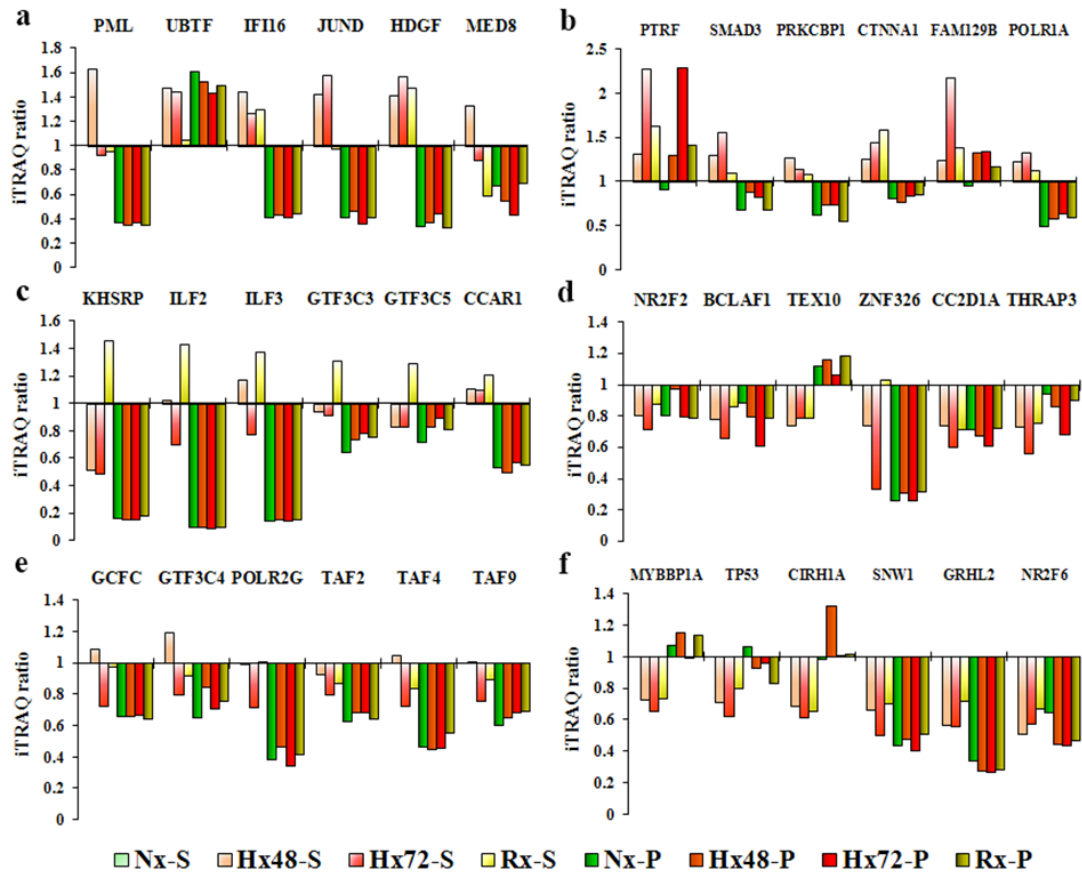 a
PML UBTF IFI16 JUND HDGF MED8
1.8
1.6
1.4
1.2
1
0.8
0.6
0.4
0.2
0
iTRAQ ratio
b
PTRF SMAD3 PRKCBP1 CTNNA1 FAM129B POLR1A
2.5
2
1.5
1
0.5
0
iTRAQ ratio
c
KHSRP ILF2 ILF3 GTF3C3 GTF3C5 CCAR1
1.6
1.4
1.2
1
0.8
0.6
0.4
0.2
0
iTRAQ ratio
d
NR2F2 BCLAF1 TEX10 ZNF326 CC2D1A THRAP3
1.4
1.2
1
0.8
0.6
0.4
0.2
0
iTRAQ ratio
e
GCFC GTF3C4 POLR2G TAF2 TAF4 TAF9
1.4
1.2
1
0.8
0.6
0.4
0.2
0
iTRAQ ratio
f
MYBBP1A TP53 CIRH1A SNW1 GRHL2 NR2F6
1.4
1.2
1
0.8
0.6
0.4
0.2
0
iTRAQ ratio
Nx-S Hx48-S Hx72-S Rx-S Nx-P Hx48-P Hx72-P Rx-P